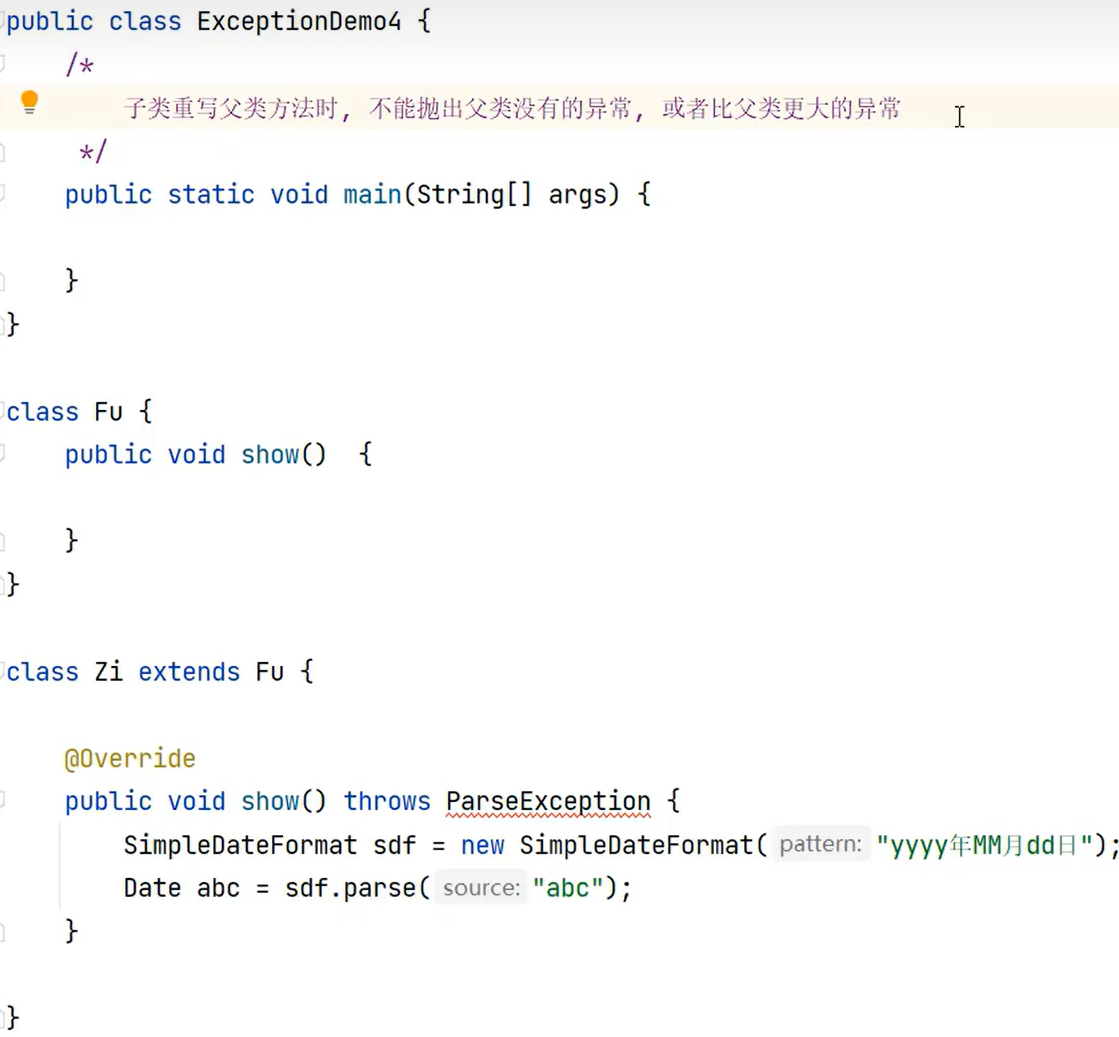 public class ExceptionDemo4 {
/*
子类重写父类方法时, 不能抛出父类没有的异常, 或者比父类更大的异常
*/
public static void main(String[] args) {
}
}
class Fu {
public void show()  {
}
}
class Zi extends Fu {
@Override
public void show() throws ParseException {
SimpleDateFormat sdf = new SimpleDateFormat( pattern: "yyyy年MM月dd日");
Date abc = sdf.parse( source: "abc");
}
}